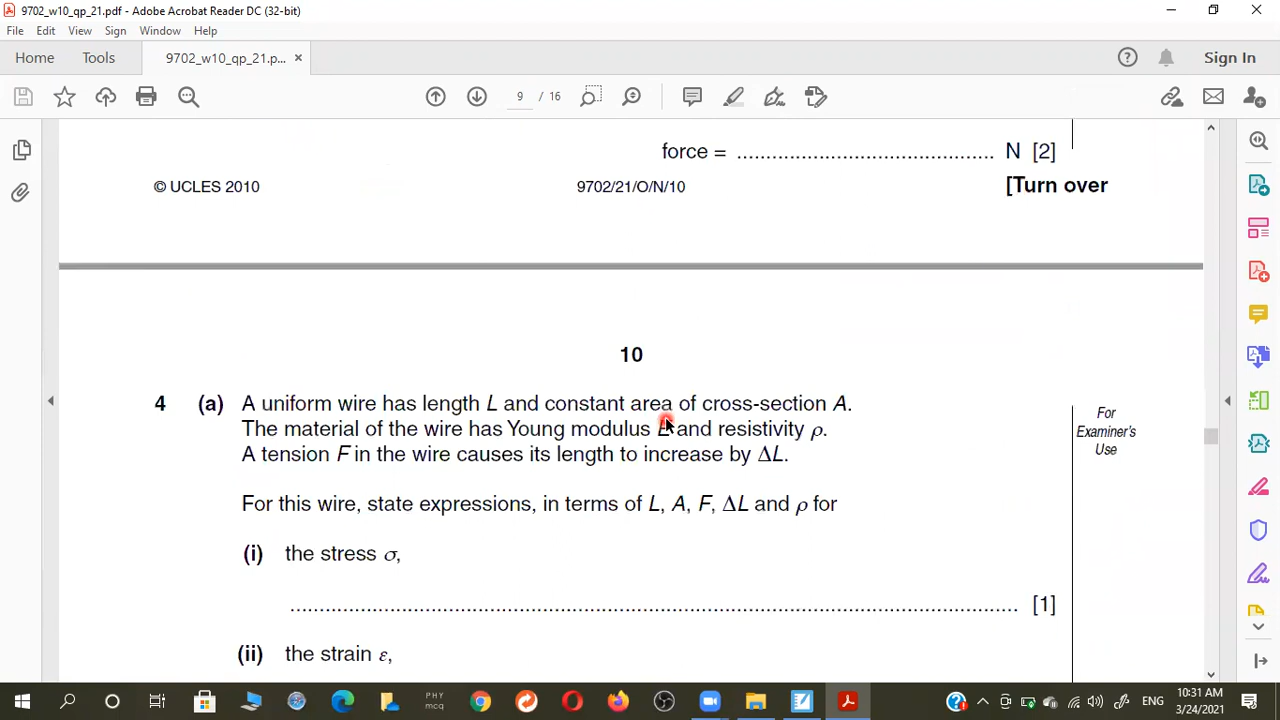 9702_w10_qp_21.pdf - Adobe Acrobat Reader DC (32-bit)
File Edit View Sign Window Help
Home Tools 9702_w10_qp_21.p... × Sign In
9 / 16
force = ............................................ N [2]
© UCLES 2010 9702/21/O/N/10 [Turn over
10
4 (a) A uniform wire has length L and constant area of cross-section A.
The material of the wire has Young modulus E and resistivity ρ.
A tension F in the wire causes its length to increase by ΔL.
For
Examiner's
Use
For this wire, state expressions, in terms of L, A, F, ΔL and ρ for
(i) the stress σ,
.............................................................................................................................. [1]
(ii) the strain ε,
PHY
mcq
ENG
10:31 AM
3/24/2021